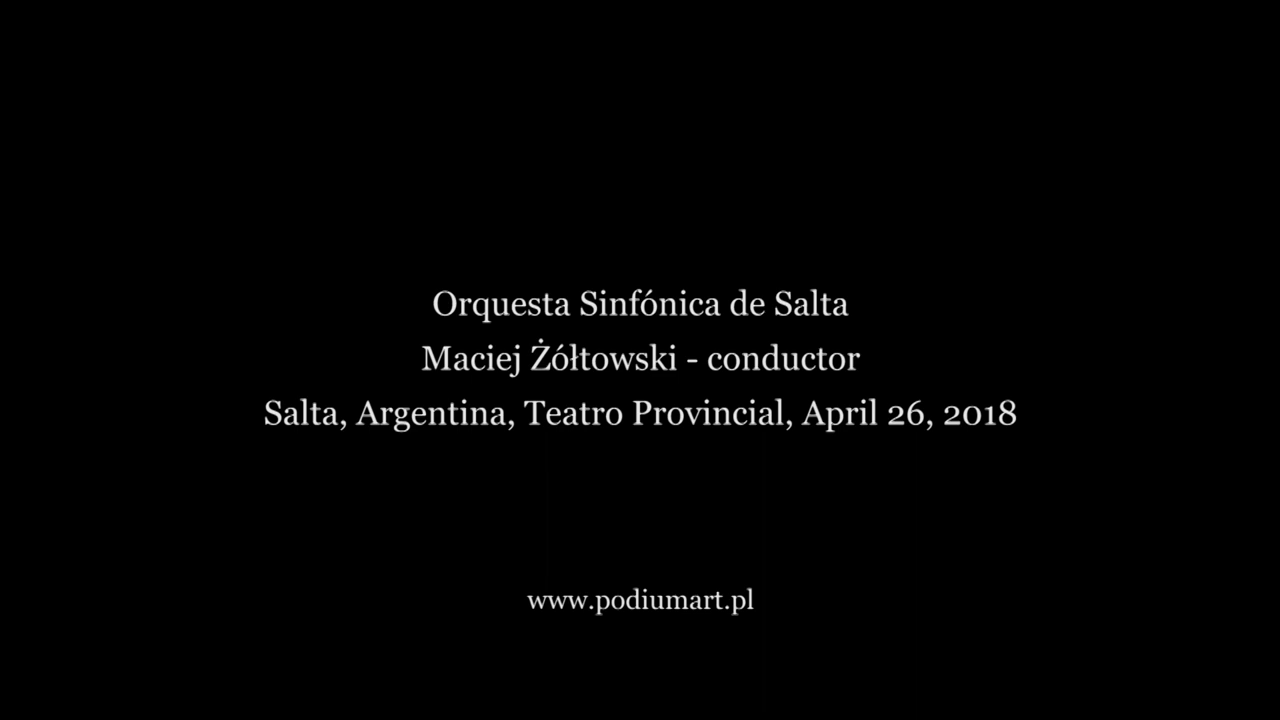 Orquesta Sinfónica de Salta
Maciej Żółtowski - conductor
Salta, Argentina, Teatro Provincial, April 26, 2018
www.podiumart.pl